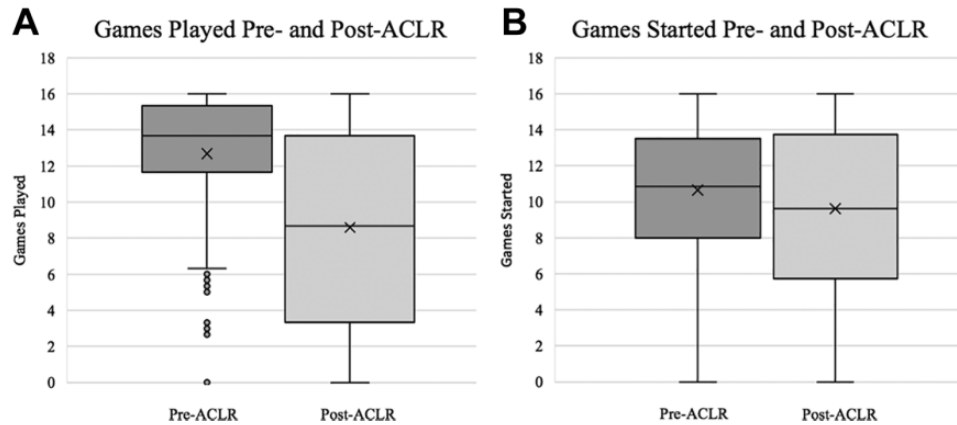 A
Games Played Pre- and Post-ACLR
18
16
14
12
10
8
6
4
2
0
Games Played
Pre-ACLR
Post-ACLR
B
Games Started Pre- and Post-ACLR
18
16
14
12
10
8
6
4
2
0
Games Started
Pre-ACLR
Post-ACLR